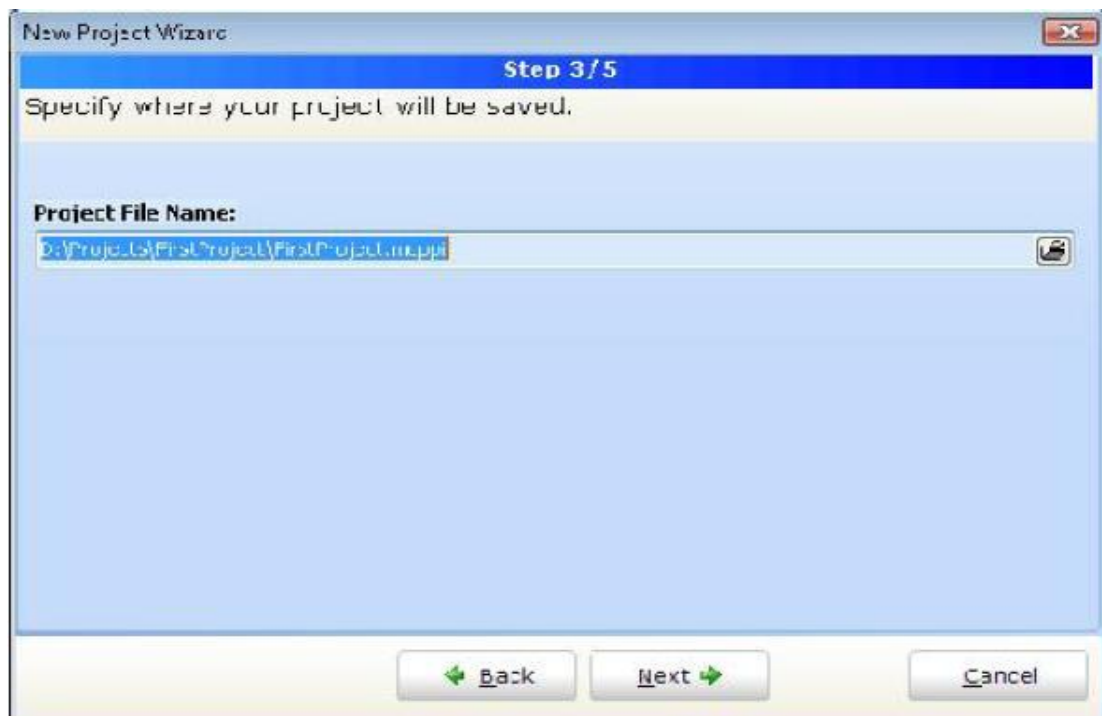 New Project Wizard
Step 3/5
Specify where your project will be saved.
Project File Name:
D:\Projects\FirstProject\FirstProject.mcppi
Back
Next
Cancel